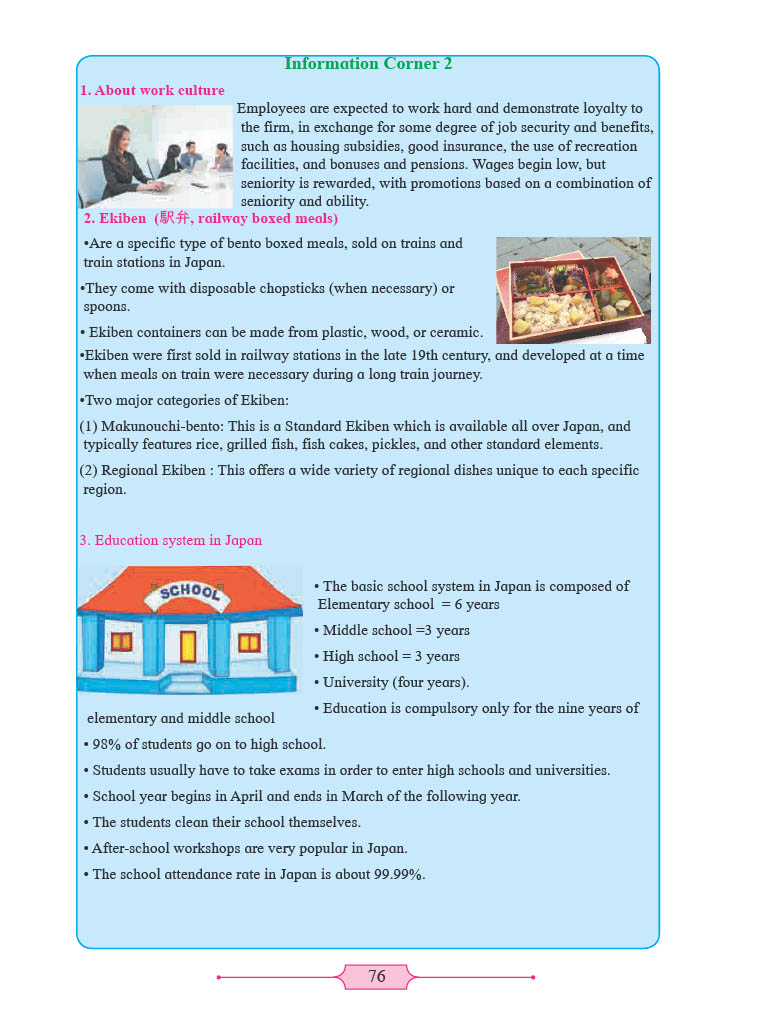 Information Corner 2
1. About work culture
Employees are expected to work hard and demonstrate loyalty to
the firm, in exchange for some degree of job security and benefits,
such as housing subsidies, good insurance, the use of recreation
facilities, and bonuses and pensions. Wages begin low, but
seniority is rewarded, with promotions based on a combination of
seniority and ability.
2. Ekiben (駅弁, railway boxed meals)
•Are a specific type of bento boxed meals, sold on trains and
train stations in Japan.
•They come with disposable chopsticks (when necessary) or
spoons.
• Ekiben containers can be made from plastic, wood, or ceramic.
•Ekiben were first sold in railway stations in the late 19th century, and developed at a time
when meals on train were necessary during a long train journey.
•Two major categories of Ekiben:
(1) Makunouchi-bento: This is a Standard Ekiben which is available all over Japan, and
typically features rice, grilled fish, fish cakes, pickles, and other standard elements.
(2) Regional Ekiben : This offers a wide variety of regional dishes unique to each specific
region.
3. Education system in Japan
SCHOOL
• The basic school system in Japan is composed of
Elementary school = 6 years
• Middle school =3 years
• High school = 3 years
• University (four years).
• Education is compulsory only for the nine years of
elementary and middle school
• 98% of students go on to high school.
• Students usually have to take exams in order to enter high schools and universities.
• School year begins in April and ends in March of the following year.
• The students clean their school themselves.
• After-school workshops are very popular in Japan.
• The school attendance rate in Japan is about 99.99%.
76